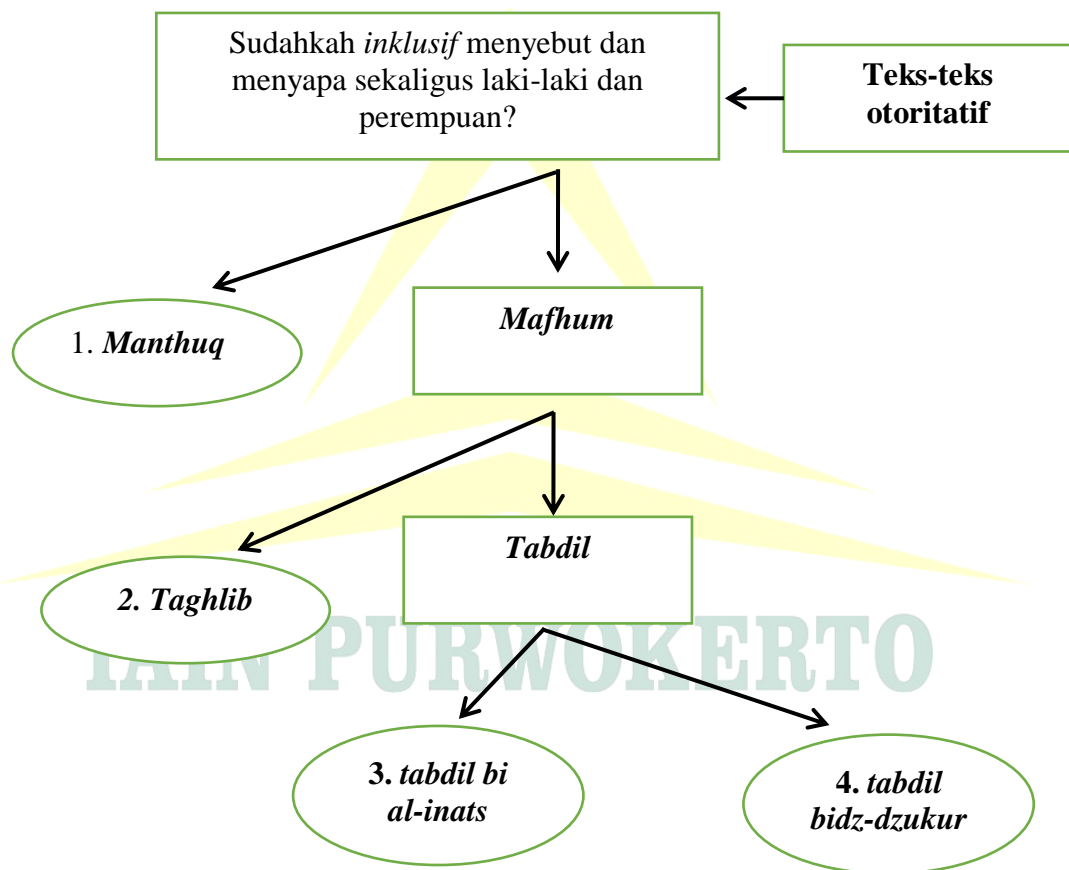 Sudahkah inklusif menyebut dan
menyapa sekaligus laki-laki dan
perempuan?
Teks-teks
otoritatif
1. Manthuq
Mafhum
2. Taghlib
Tabdil
IAIN PURWOKERTO
3. tabdil bi
al-inats
4. tabdil
bidz-dzukur